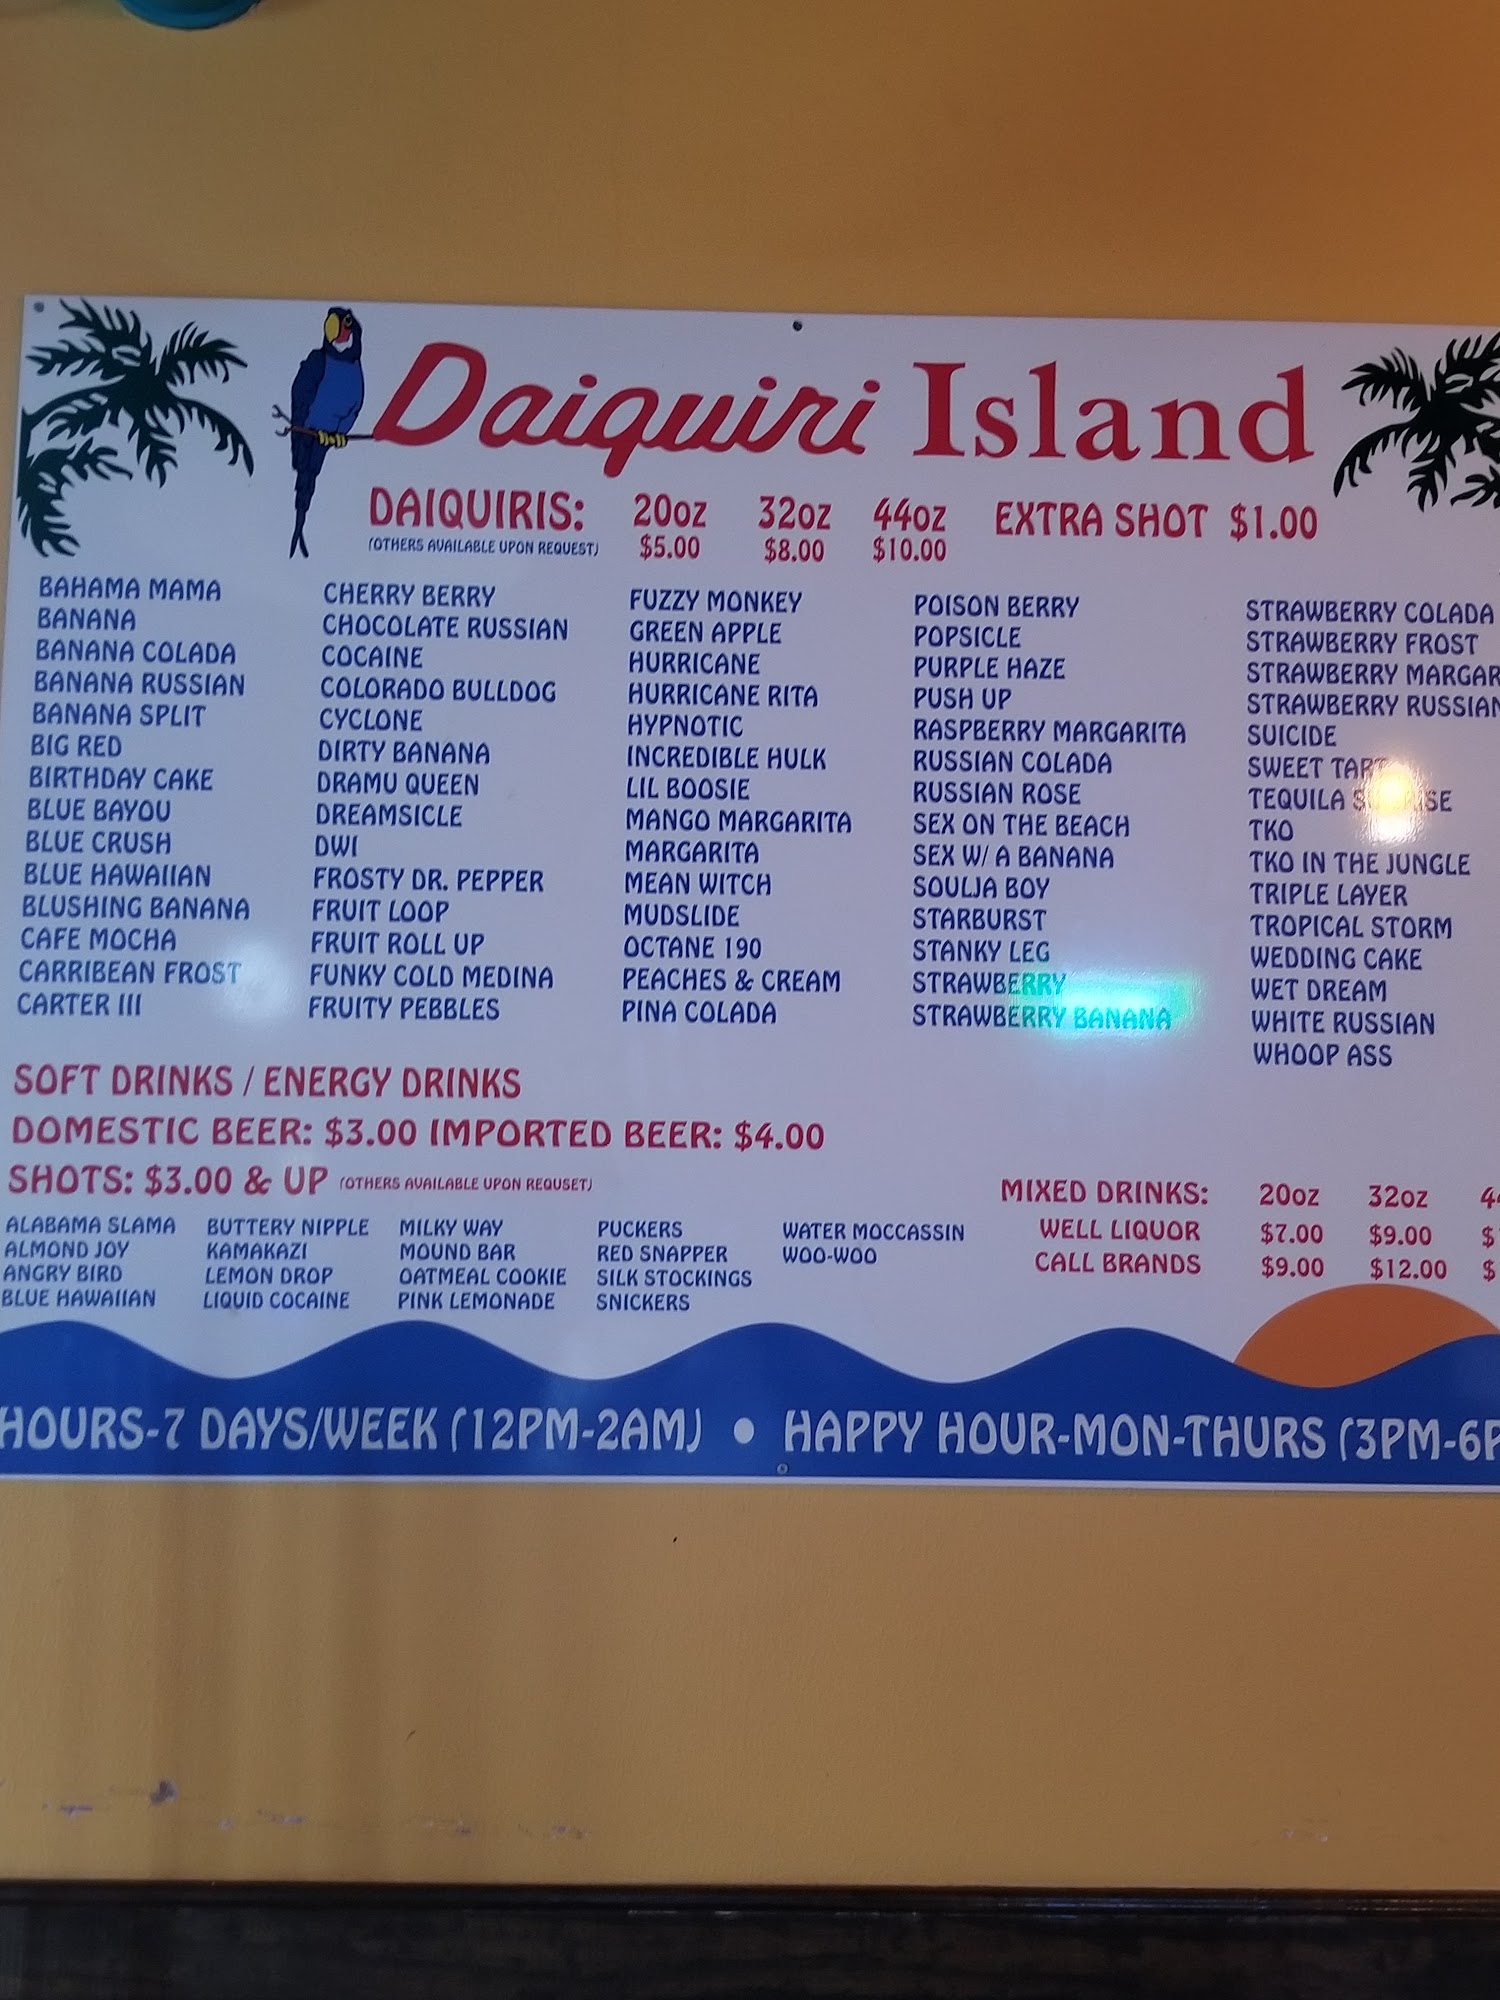 Daiquiri Island
DAIQUIRIS: 20oz 32oz 44oz EXTRA SHOT $1.00
(OTHERS AVAILABLE UPON REQUEST) $5.00 $8.00 $10.00
BAHAMA MAMA
BANANA
BANANA COLADA
BANANA RUSSIAN
BANANA SPLIT
BIG RED
BIRTHDAY CAKE
BLUE BAYOU
BLUE CRUSH
BLUE HAWAIIAN
BLUSHING BANANA
CAFE MOCHA
CARRIBEAN FROST
CARTER III
CHERRY BERRY
CHOCOLATE RUSSIAN
COCAINE
COLORADO BULLDOG
CYCLONE
DIRTY BANANA
DRAMU QUEEN
DREAMSICLE
DWI
FROSTY DR. PEPPER
FRUIT LOOP
FRUIT ROLL UP
FUNKY COLD MEDINA
FRUITY PEBBLES
FUZZY MONKEY
GREEN APPLE
HURRICANE
HURRICANE RITA
HYPNOTIC
INCREDIBLE HULK
LIL BOOSIE
MANGO MARGARITA
MARGARITA
MEAN WITCH
MUDSLIDE
OCTANE 190
PEACHES & CREAM
PINA COLADA
POISON BERRY
POPSICLE
PURPLE HAZE
PUSH UP
RASPBERRY MARGARITA
RUSSIAN COLADA
RUSSIAN ROSE
SEX ON THE BEACH
SEX W/ A BANANA
SOULJA BOY
STARBURST
STANKY LEG
STRAWBERRY
STRAWBERRY BANANA
STRAWBERRY COLADA
STRAWBERRY FROST
STRAWBERRY MARGAR
STRAWBERRY RUSSIAN
SUICIDE
SWEET TART
TEQUILA
TKO
TKO IN THE JUNGLE
TRIPLE LAYER
TROPICAL STORM
WEDDING CAKE
WET DREAM
WHITE RUSSIAN
WHOOP ASS
SOFT DRINKS / ENERGY DRINKS
DOMESTIC BEER: $3.00 IMPORTED BEER: $4.00
SHOTS: $3.00 & UP (OTHERS AVAILABLE UPON REQUSET)
ALABAMA SLAMA
ALMOND JOY
ANGRY BIRD
BLUE HAWAIIAN
BUTTERY NIPPLE
KAMAKAZI
LEMON DROP
LIQUID COCAINE
MILKY WAY
MOUND BAR
OATMEAL COOKIE
PINK LEMONADE
PUCKERS
RED SNAPPER
SILK STOCKINGS
SNICKERS
WATER MOCCASSIN
WOO-WOO
MIXED DRINKS: 20oz 32oz 4
WELL LIQUOR $7.00 $9.00 $
CALL BRANDS $9.00 $12.00 $
HOURS-7 DAYS/WEEK (12PM-2AM) • HAPPY HOUR-MON-THURS (3PM-6P